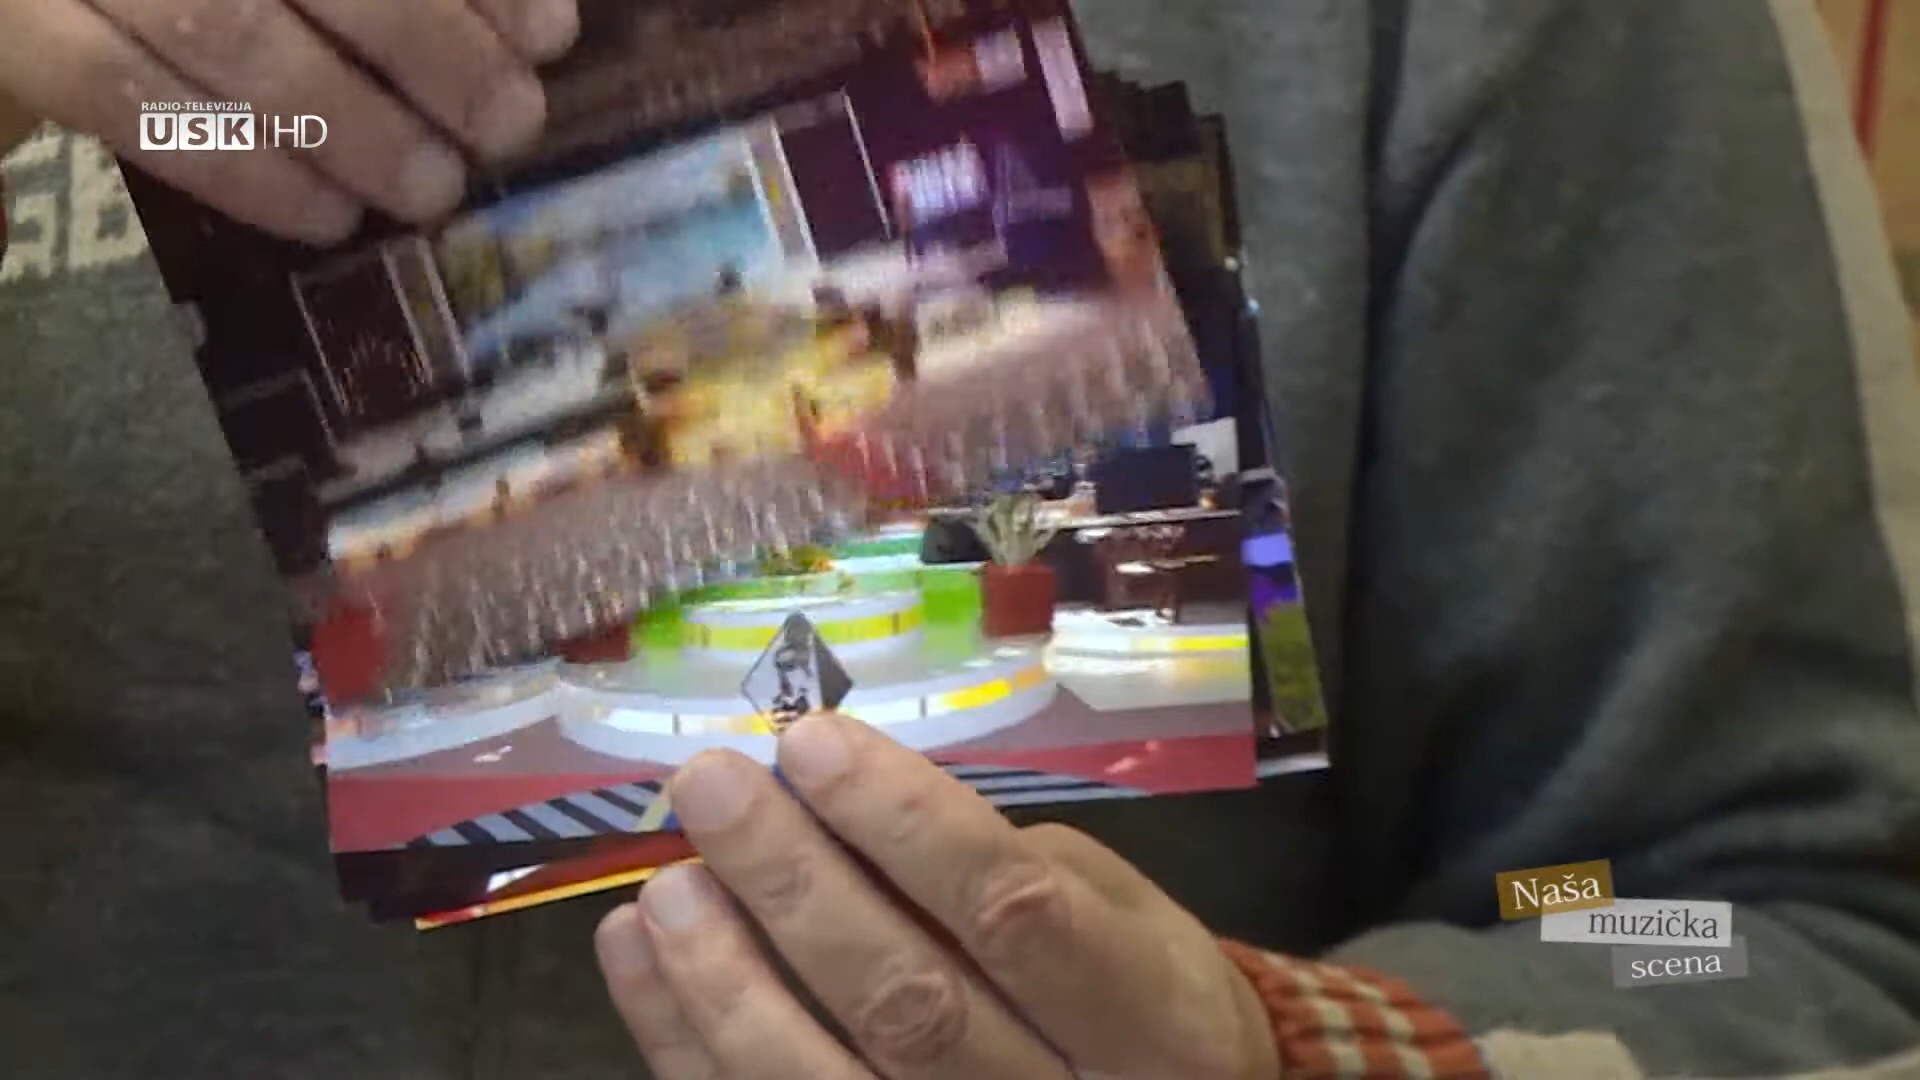 RADIO-TELEVIZIJA
USK HD
Naša
muzička
scena